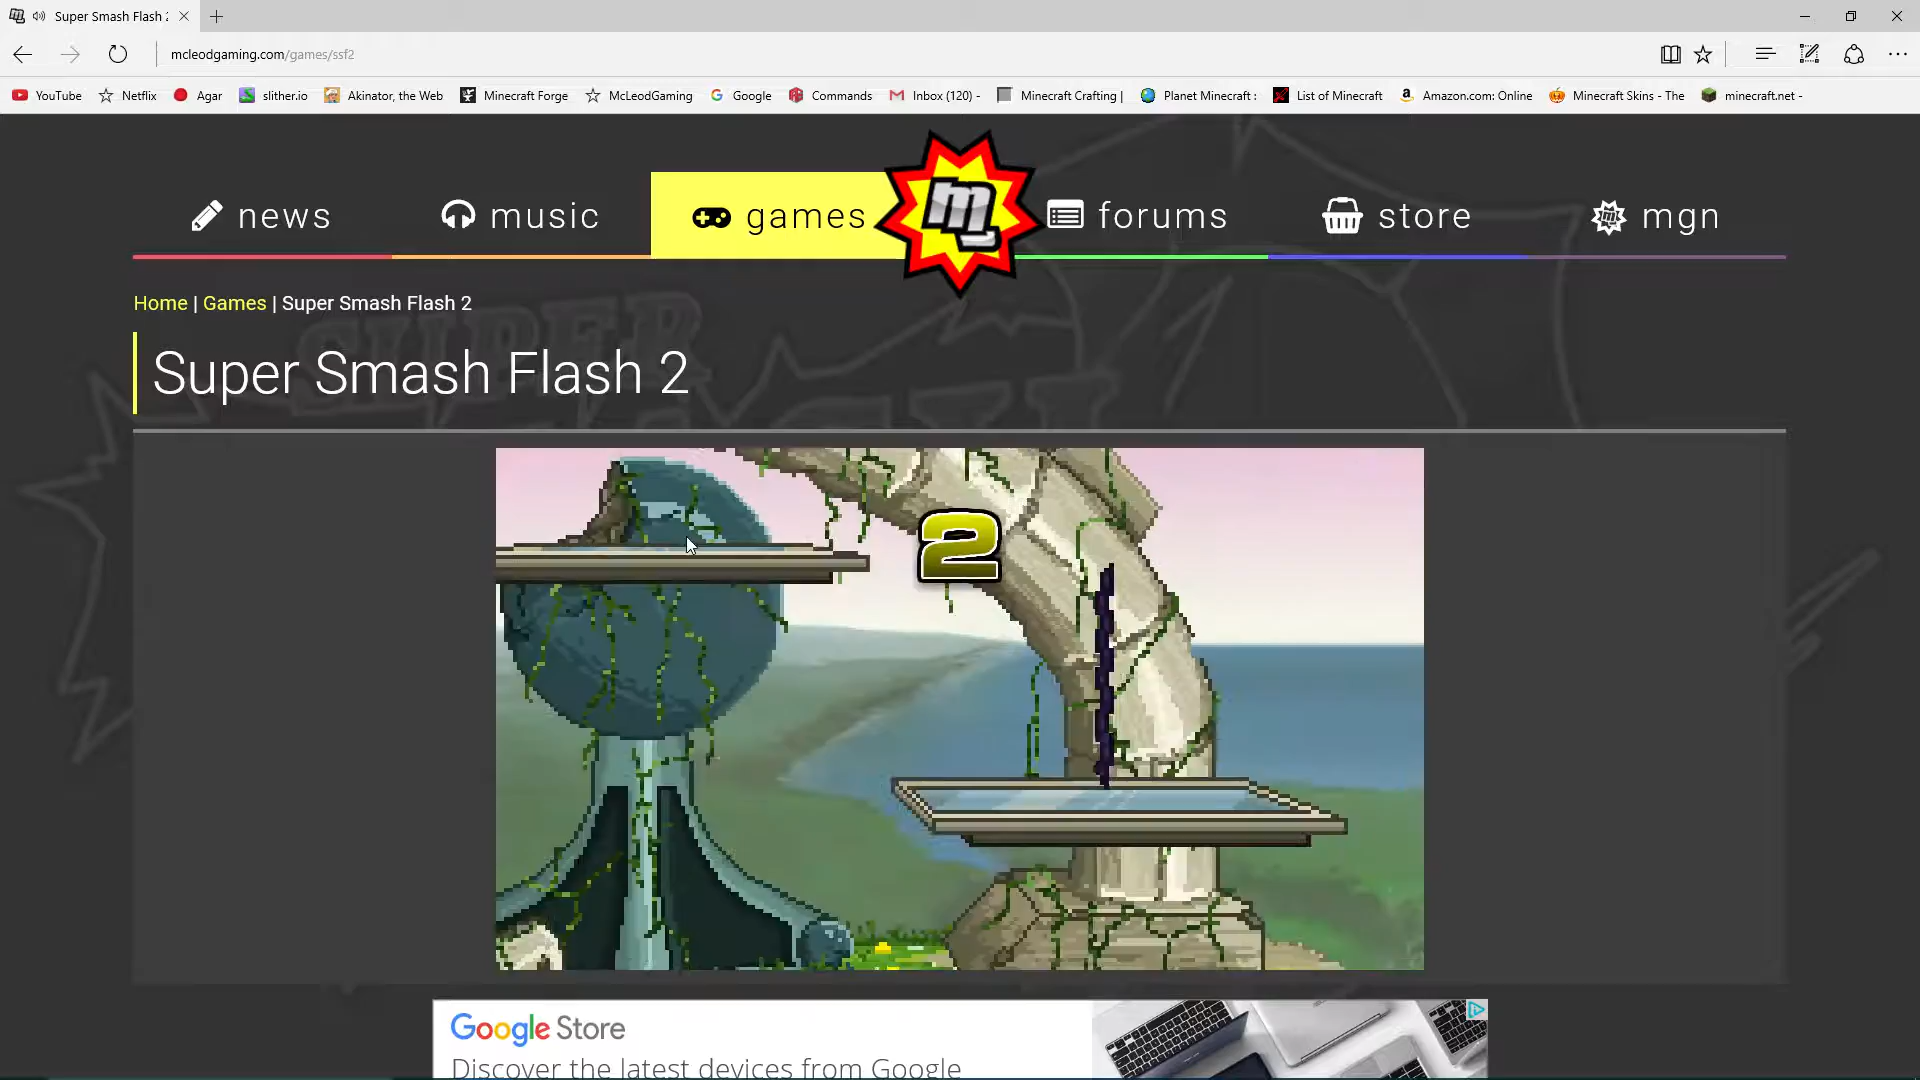 Super Smash Flash 2
mcleodgaming.com/games/ssf2
YouTube Netflix Agar slither.io Akinator, the Web Minecraft Forge McLeodGaming Google Commands Inbox (120) - Minecraft Crafting | Planet Minecraft : List of Minecraft Amazon.com: Online Minecraft Skins - The minecraft.net -
news music games m forums store mgn
Home | Games | Super Smash Flash 2
Super Smash Flash 2
2
Google Store
Discover the latest devices from Google